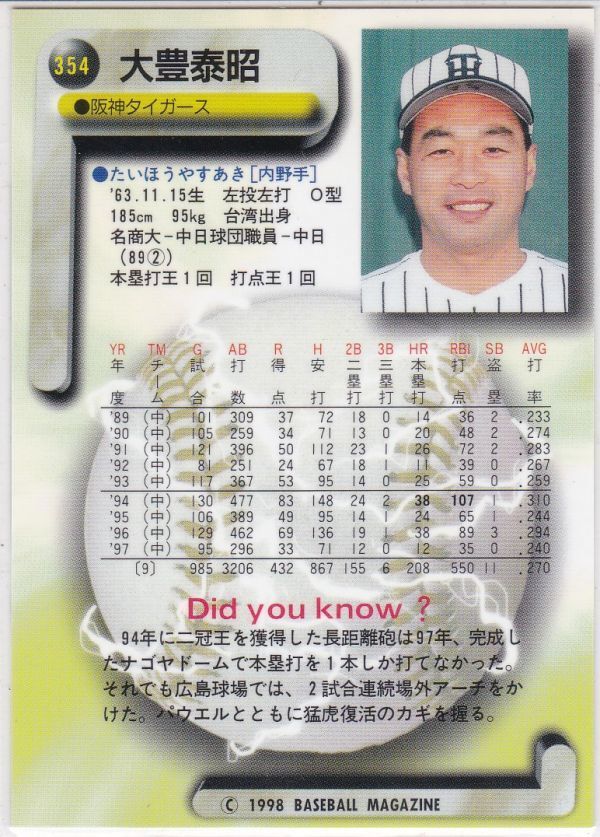 354 大豊泰昭
●阪神タイガース
●たいほうやすあき［内野手］
'63.11.15生 左投左打 O型
185cm 95kg 台湾出身
名商大−中日球団職員−中日
（89②）
本塁打王1回 打点王1回
YR TM G AB R H 2B 3B HR RBI SB AVG
年度 チーム 試合 打数 得点 安打 二塁打 三塁打 本塁打 打点 盗塁 打率
'89 (中) 101 309 37 72 18 0 14 36 2 .233
'90 (中) 105 259 34 71 13 0 20 48 2 .274
'91 (中) 121 396 50 112 23 1 26 72 2 .283
'92 (中) 81 251 24 67 18 1 11 39 0 .267
'93 (中) 117 367 53 95 14 0 25 59 0 .259
'94 (中) 130 477 83 148 24 2 38 107 1 .310
'95 (中) 106 389 49 95 14 1 24 65 1 .244
'96 (中) 129 462 69 136 19 1 38 89 3 .294
'97 (中) 95 296 33 71 12 0 12 35 0 .240
〔9〕 985 3206 432 867 155 6 208 550 11 .270
Did you know ?
94年に二冠王を獲得した長距離砲は97年、完成し
たナゴヤドームで本塁打を1本しか打てなかった。
それでも広島球場では、2試合連続場外アーチをか
けた。パウエルとともに猛虎復活のカギを握る。
© 1998 BASEBALL MAGAZINE